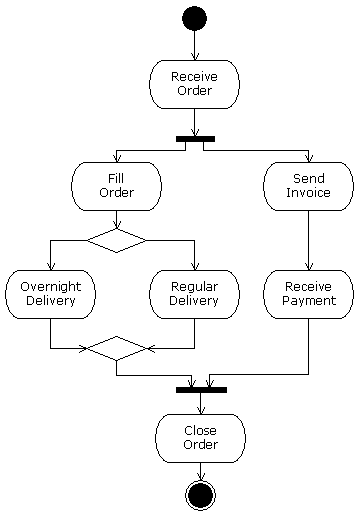 Receive
Order
Fill
Order
Send
Invoice
Overnight
Delivery
Regular
Delivery
Receive
Payment
Close
Order